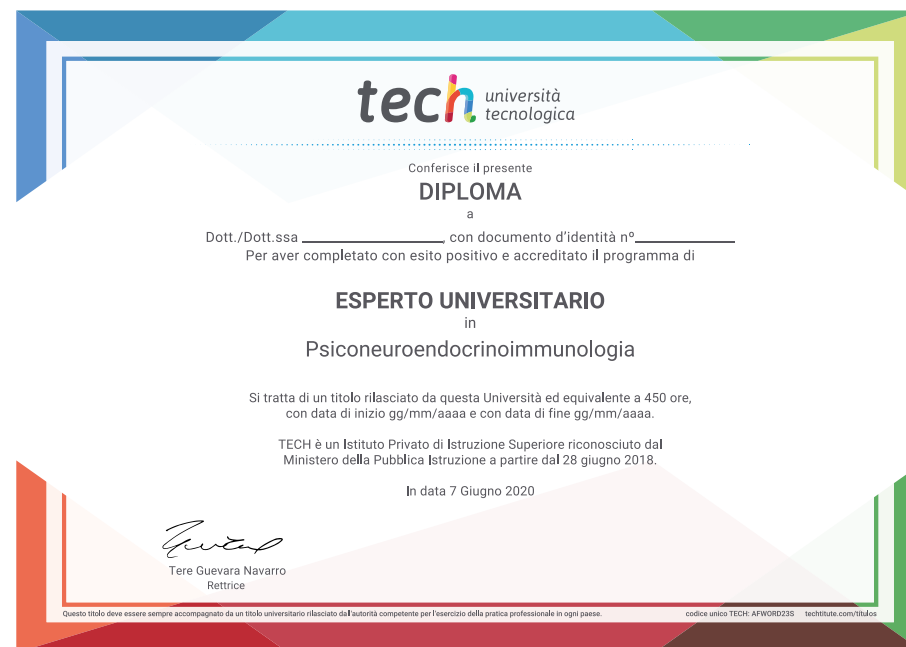 tech università
tecnologica
Conferisce il presente
DIPLOMA
a
Dott./Dott.ssa ____________________, con documento d'identità nº______________
Per aver completato con esito positivo e accreditato il programma di
ESPERTO UNIVERSITARIO
in
Psiconeuroendocrinoimmunologia
Si tratta di un titolo rilasciato da questa Università ed equivalente a 450 ore,
con data di inizio gg/mm/aaaa e con data di fine gg/mm/aaaa.
TECH è un Istituto Privato di Istruzione Superiore riconosciuto dal
Ministero della Pubblica Istruzione a partire dal 28 giugno 2018.
In data 7 Giugno 2020
Tere Guevara Navarro
Rettrice
Questo titolo deve essere sempre accompagnato da un titolo universitario rilasciato dall'autorità competente per l'esercizio della pratica professionale in ogni paese. codice unico TECH: AFWORD23S techtitute.com/titulos